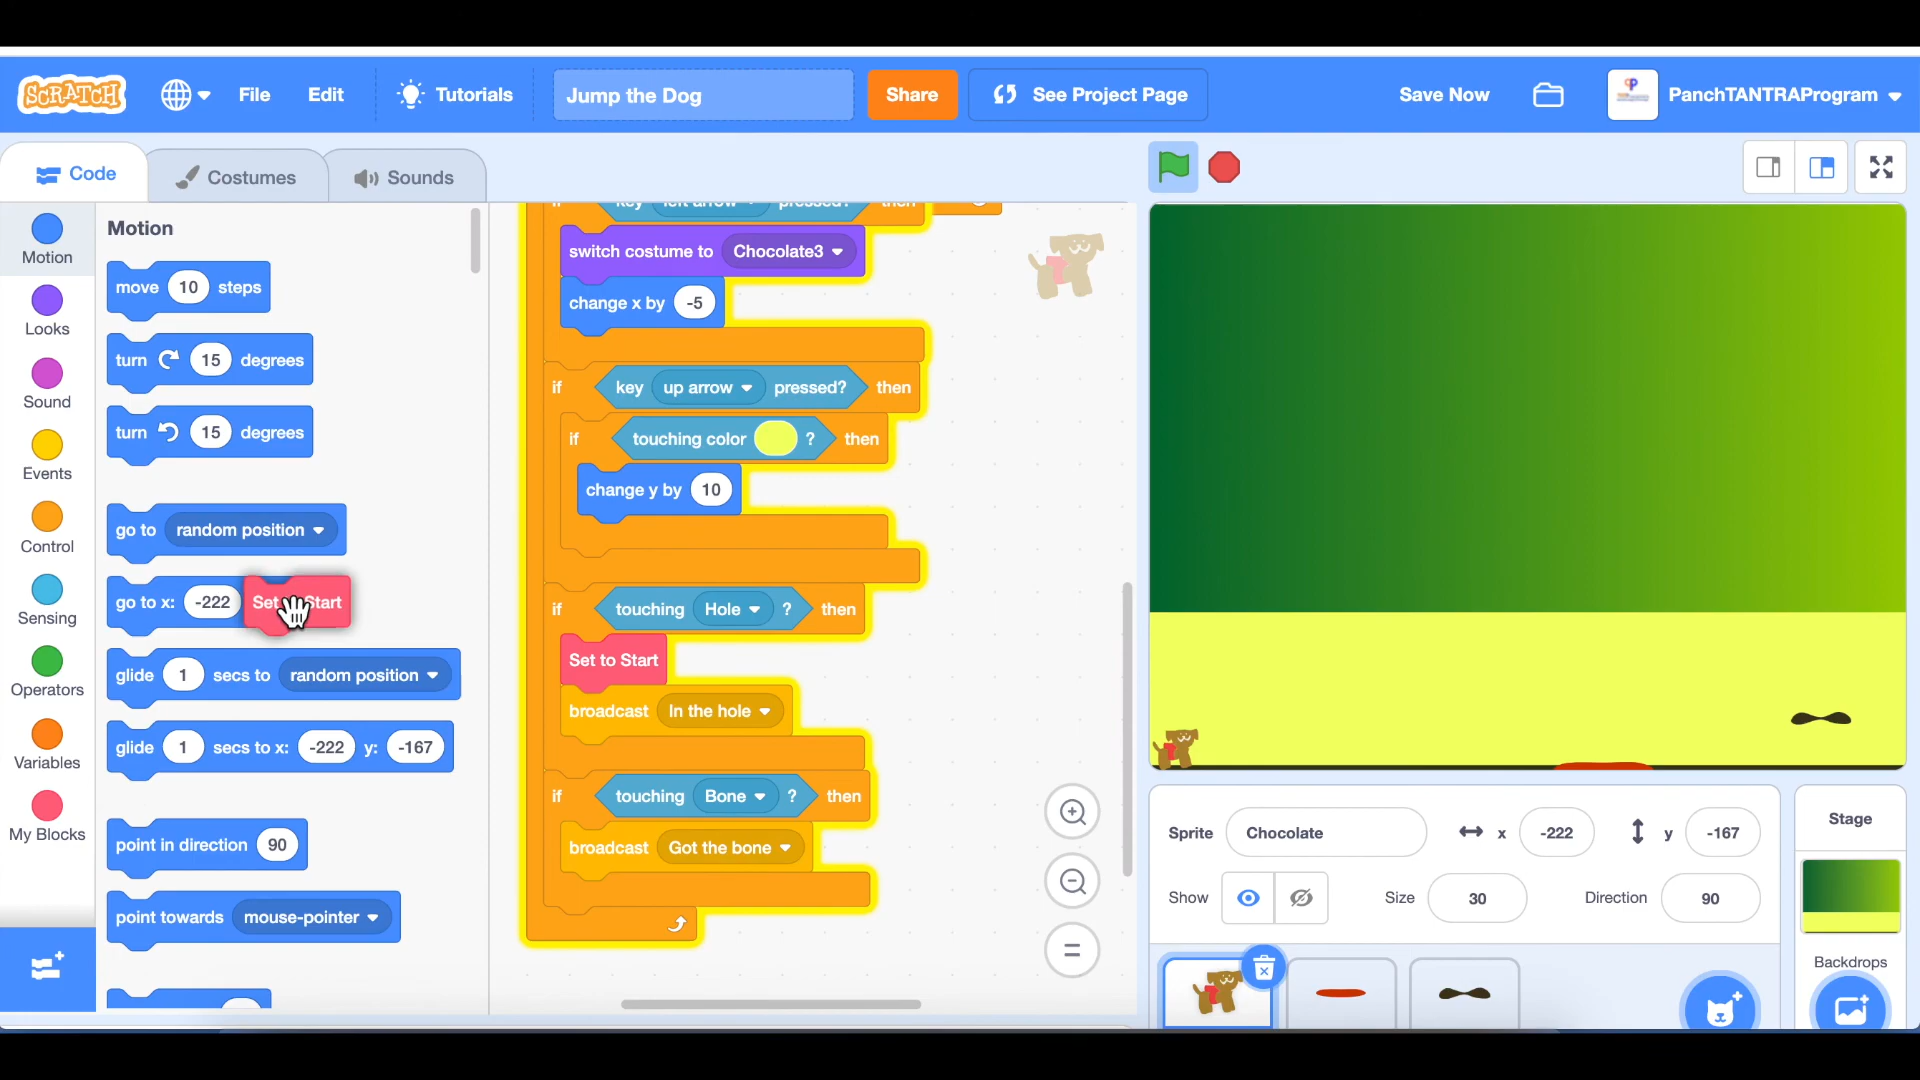 SCRATCH File Edit Tutorials Jump the Dog Share See Project Page Save Now PanchTANTRAProgram
Code Costumes Sounds
Motion
Looks
Sound
Events
Control
Sensing
Operators
Variables
My Blocks
Motion
move 10 steps
turn 15 degrees
turn 15 degrees
go to random position
go to x: -222
Set to Start
glide 1 secs to random position
glide 1 secs to x: -222 y: -167
point in direction 90
point towards mouse-pointer
if key left arrow pressed? then
switch costume to Chocolate3
change x by -5
if key up arrow pressed? then
if touching color ? then
change y by 10
if touching Hole ? then
Set to Start
broadcast In the hole
if touching Bone ? then
broadcast Got the bone
Sprite Chocolate x -222 y -167
Show Size 30 Direction 90
Stage
Backdrops